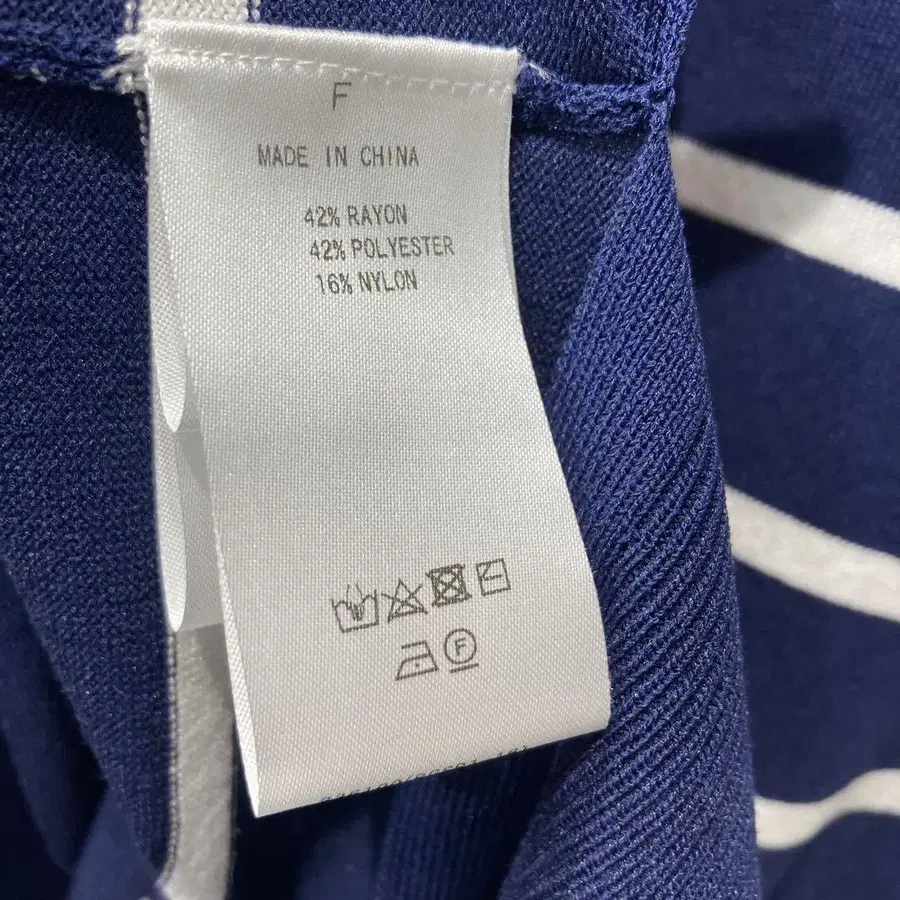 F
MADE IN CHINA
42% RAYON
42% POLYESTER
16% NYLON
F